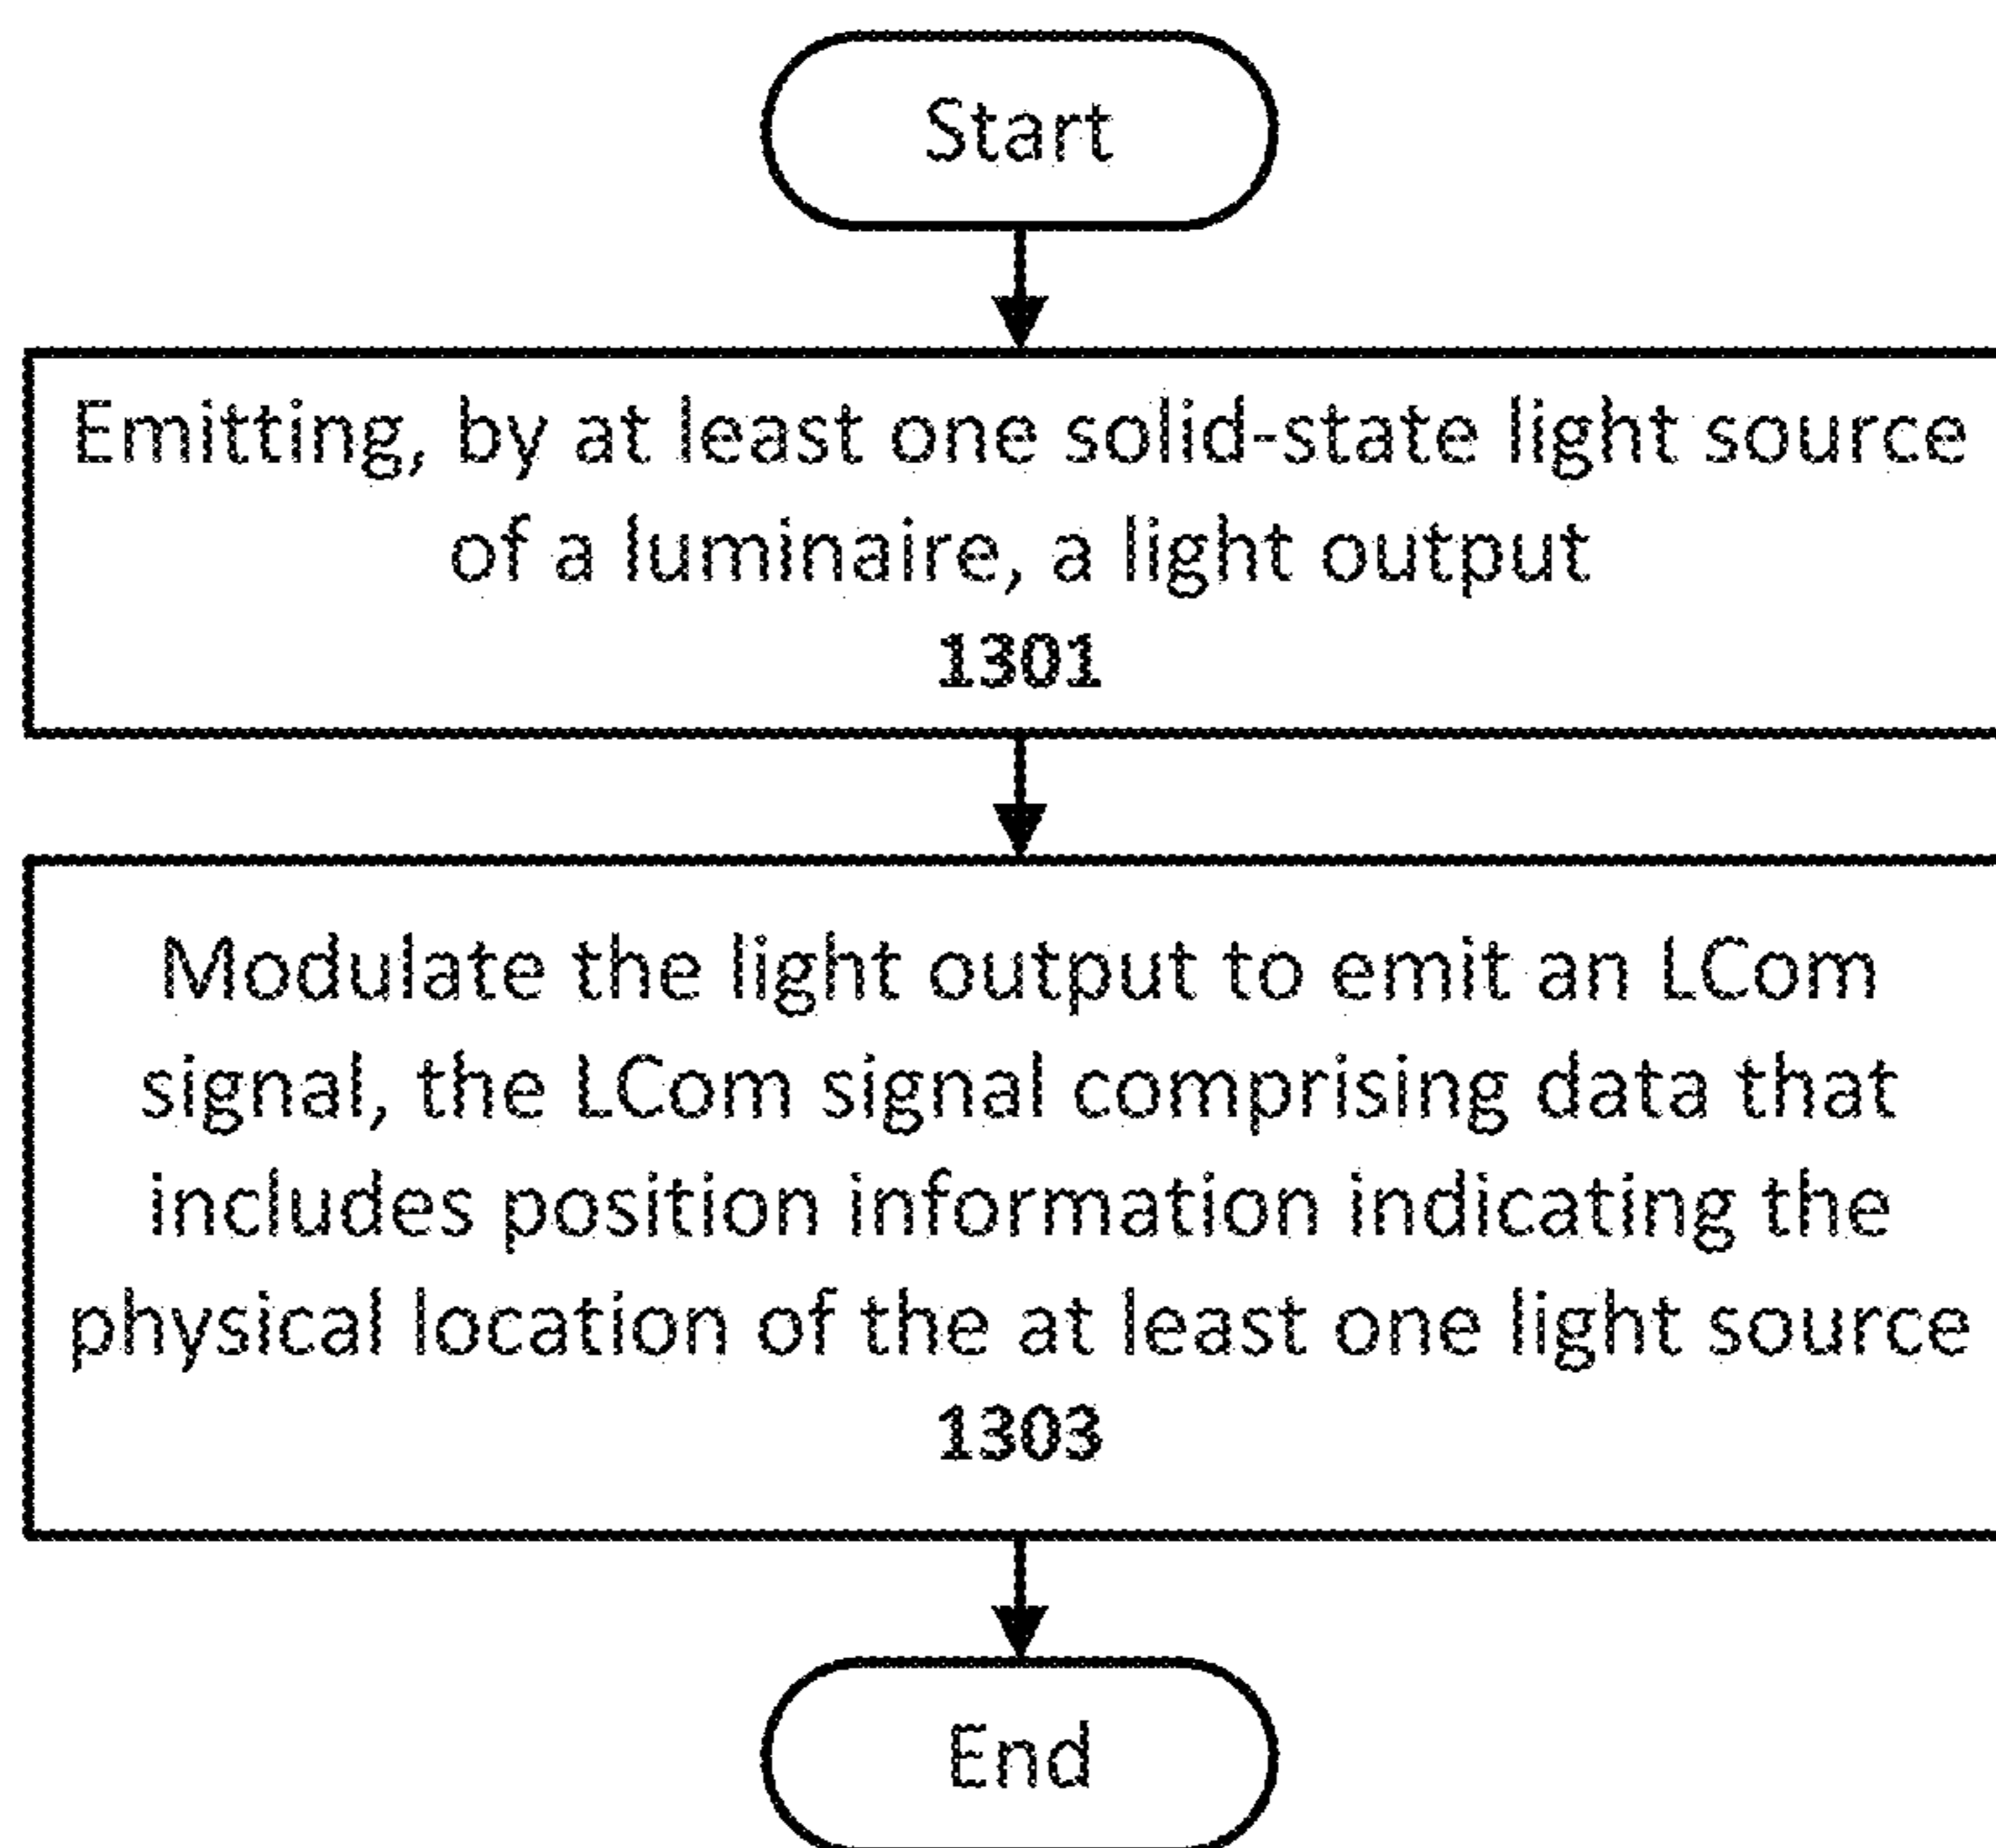 Start
Emitting, by at least one solid-state light source
of a luminaire, a light output
1301
Modulate the light output to emit an LCom
signal, the LCom signal comprising data that
includes position information indicating the
physical location of the at least one light source
1303
End